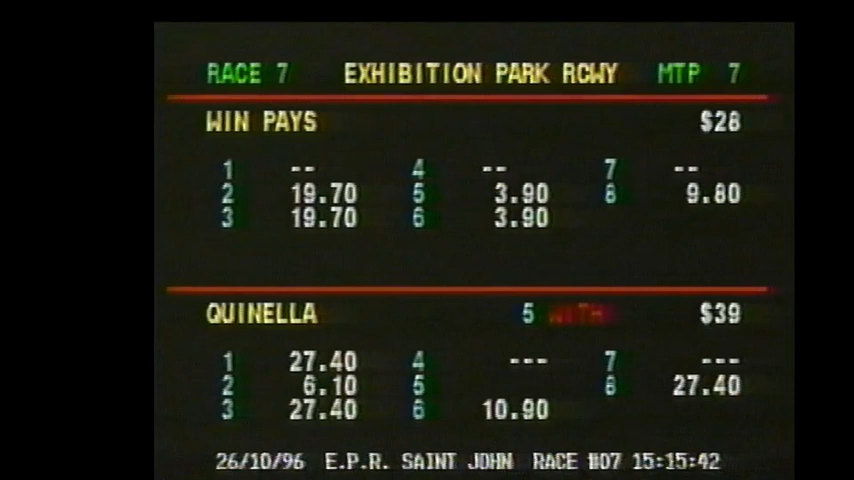 RACE 7 EXHIBITION PARK RCWY MTP 7
WIN PAYS $28
1 -- 4 -- 7 --
2 19.70 5 3.90 8 9.80
3 19.70 6 3.90
QUINELLA 5 WITH $39
1 27.40 4 --- 7 ---
2 6.10 5 8 27.40
3 27.40 6 10.90
26/10/96 E.P.R. SAINT JOHN RACE #07 15:15:42